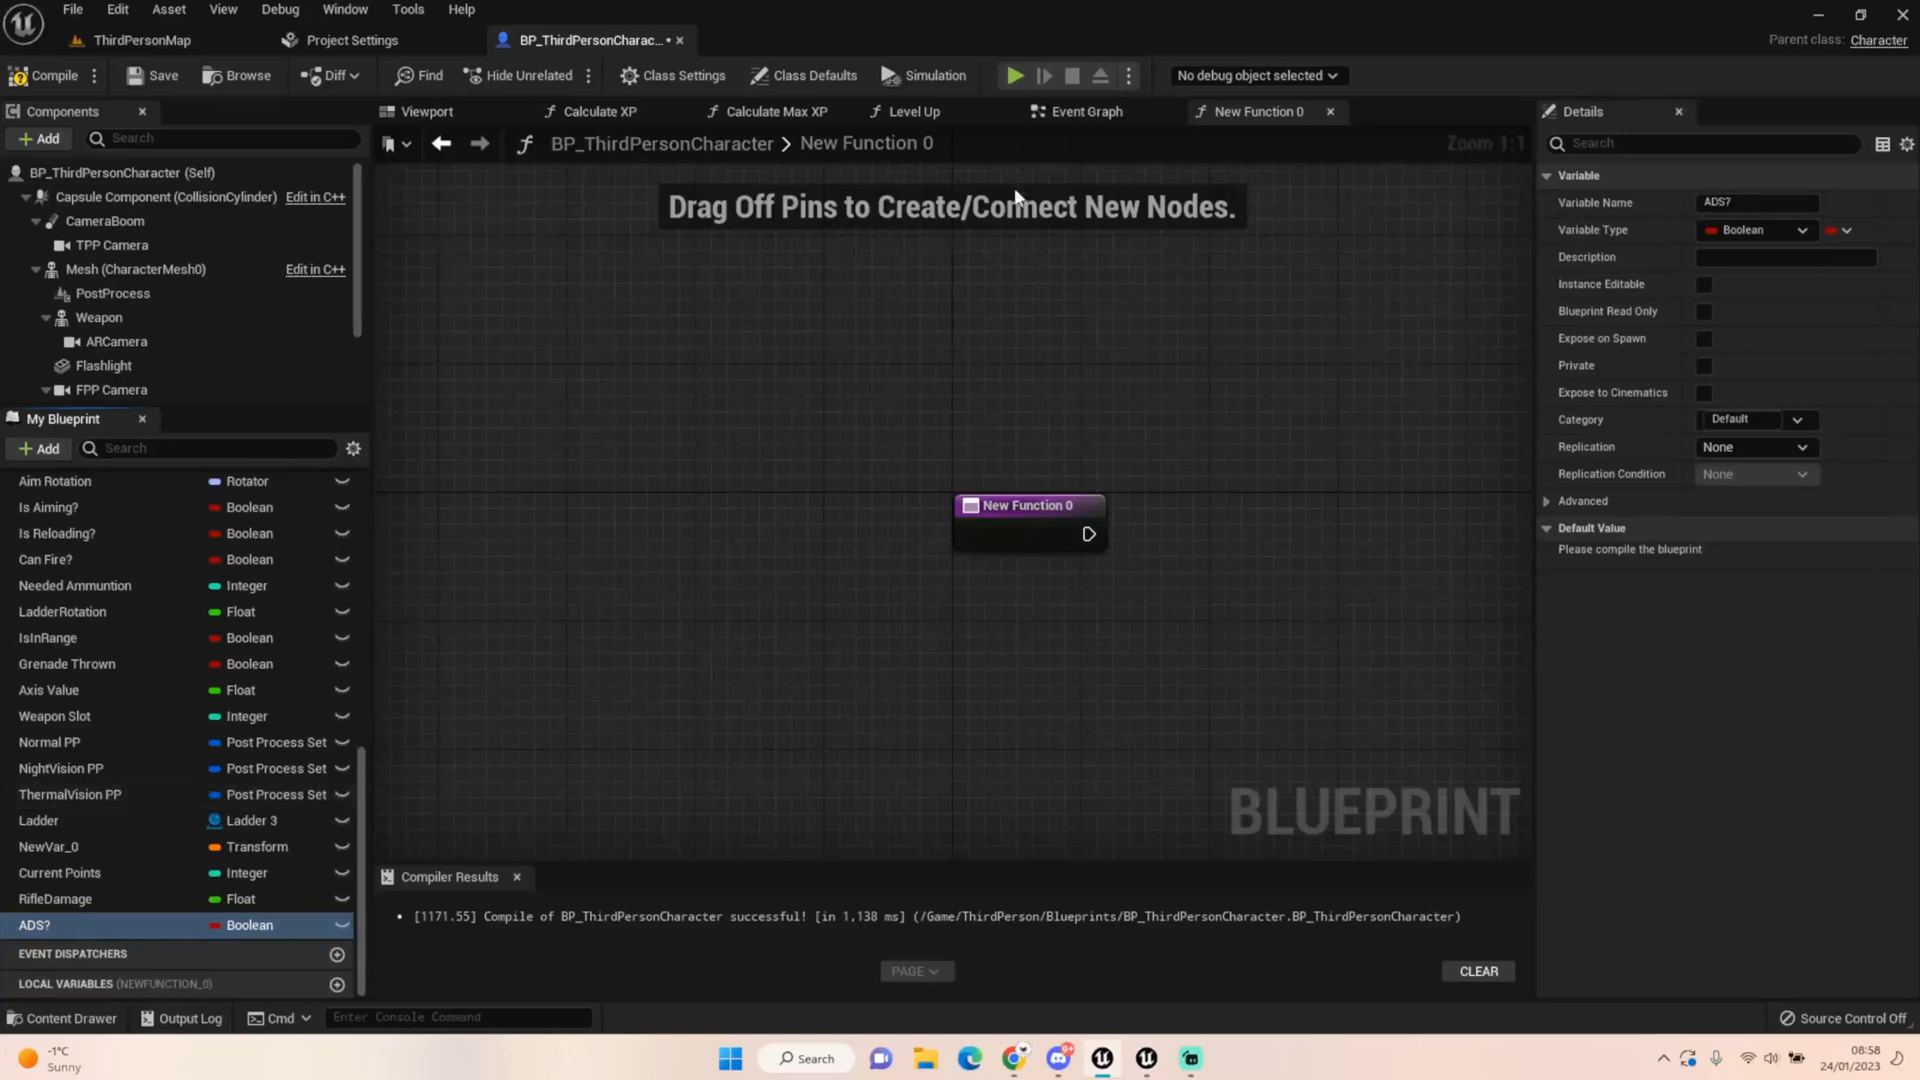 File Edit Asset View Debug Window Tools Help
ThirdPersonMap Project Settings BP_ThirdPersonCharac... • Parent class: Character
Compile Save Browse Diff Find Hide Unrelated Class Settings Class Defaults Simulation No debug object selected
Components Viewport Calculate XP Calculate Max XP Level Up Event Graph New Function 0 Details
Add Search BP_ThirdPersonCharacter > New Function 0 Zoom 1:1 Search
BP_ThirdPersonCharacter (Self)
Capsule Component (CollisionCylinder) Edit in C++
CameraBoom
TPP Camera
Mesh (CharacterMesh0) Edit in C++
PostProcess
Weapon
ARCamera
Flashlight
FPP Camera
My Blueprint
Add Search
Aim Rotation Rotator
Is Aiming? Boolean
Is Reloading? Boolean
Can Fire? Boolean
Needed Ammuntion Integer
LadderRotation Float
IsInRange Boolean
Grenade Thrown Boolean
Axis Value Float
Weapon Slot Integer
Normal PP Post Process Set
NightVision PP Post Process Set
ThermalVision PP Post Process Set
Ladder Ladder 3
NewVar_0 Transform
Current Points Integer
RifleDamage Float
ADS? Boolean
EVENT DISPATCHERS
LOCAL VARIABLES (NEWFUNCTION_0)
Drag Off Pins to Create/Connect New Nodes.
New Function 0
BLUEPRINT
Compiler Results
• [1171.55] Compile of BP_ThirdPersonCharacter successful! [in 1,138 ms] (/Game/ThirdPerson/Blueprints/BP_ThirdPersonCharacter.BP_ThirdPersonCharacter)
PAGE CLEAR
Variable
Variable Name ADS?
Variable Type Boolean
Description
Instance Editable
Blueprint Read Only
Expose on Spawn
Private
Expose to Cinematics
Category Default
Replication None
Replication Condition None
Advanced
Default Value
Please compile the blueprint
Content Drawer Output Log Cmd Enter Console Command Source Control Off
-1°C
Sunny
Search
08:58
24/01/2023